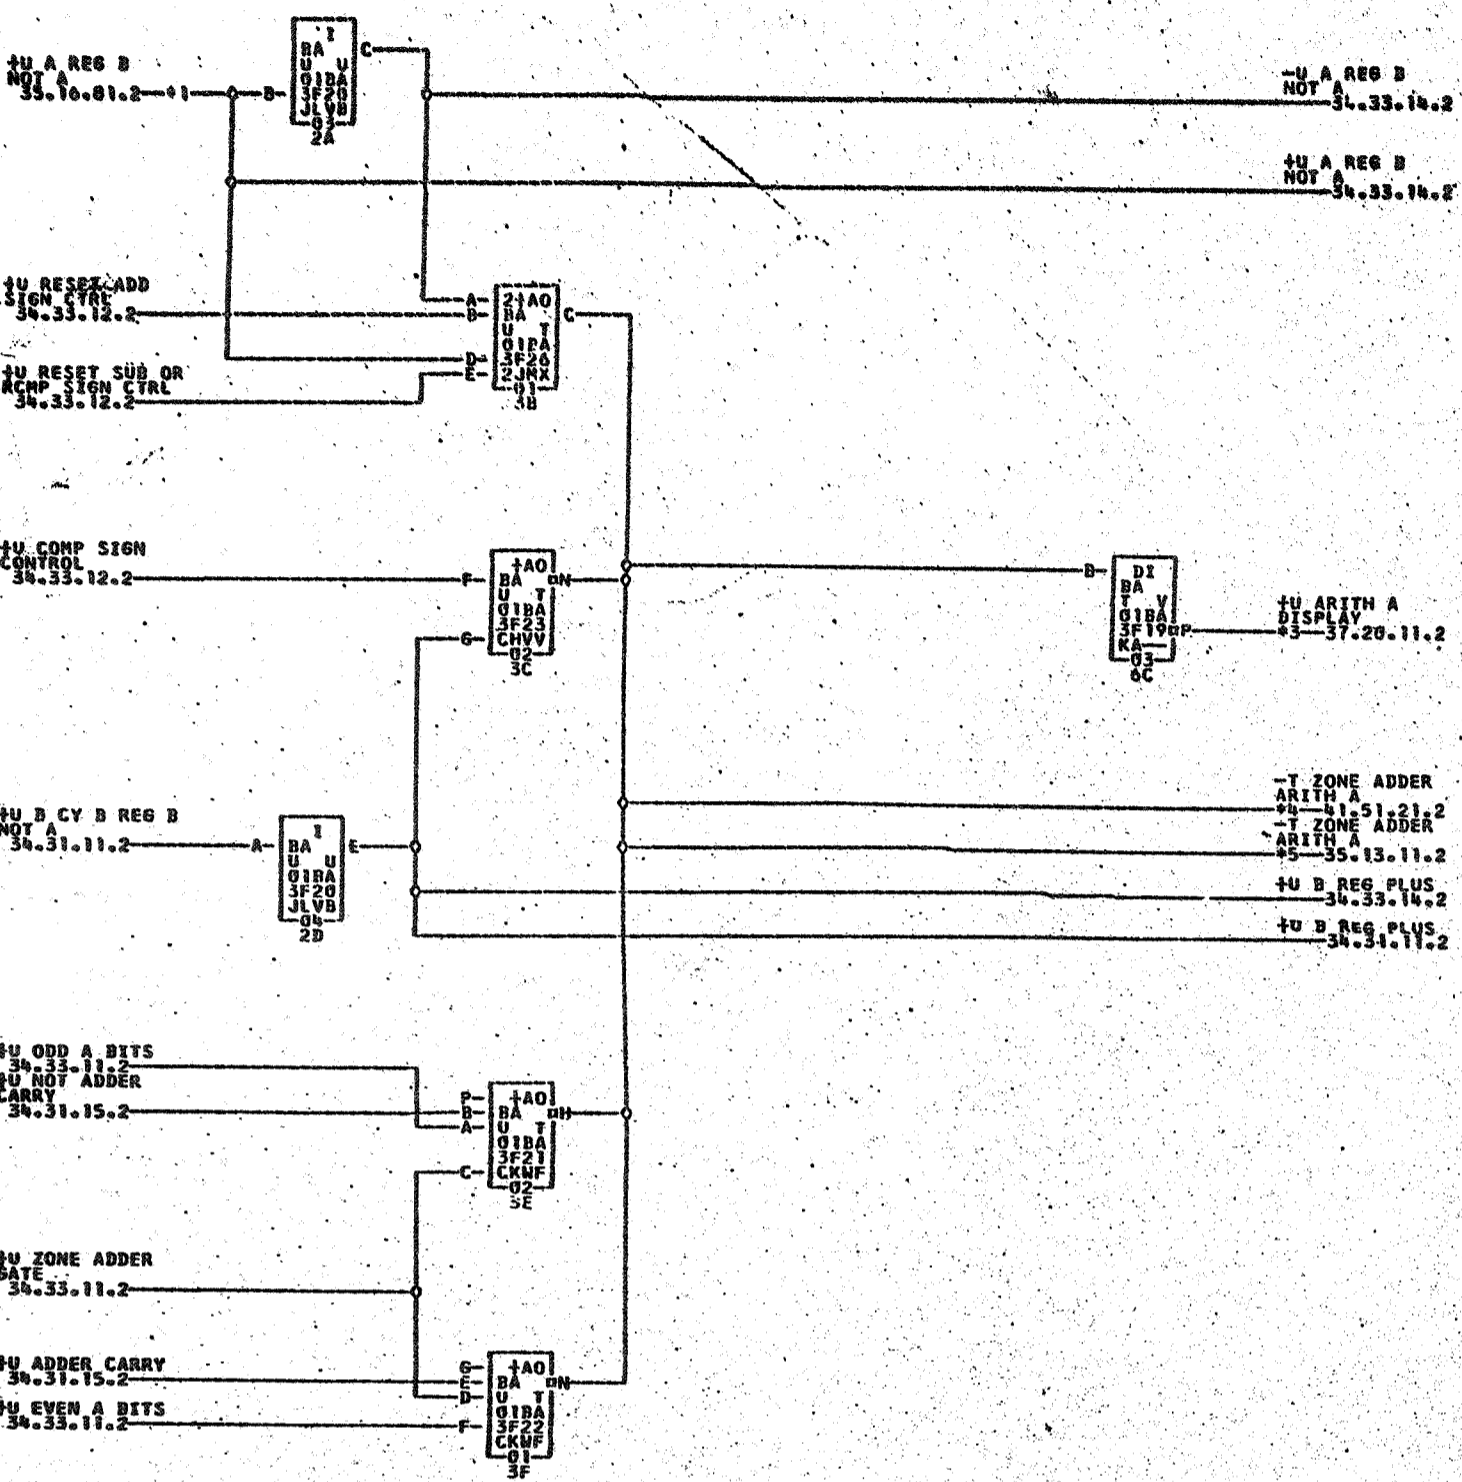 I
BA C
U U
01BA
3F20
JLVB
03
2A
+U A REG B
NOT A
35.16.01.2 *1 B
-U A REG B
NOT A
34.33.14.2
+U A REG B
NOT A
34.33.14.2
+U RESET ADD
SIGN CTRL
34.33.12.2
+U RESET SUB OR
RCMP SIGN CTRL
34.33.12.2
A 2+AO
B BA C
U T
01BA
D 3F26
E 2JMX
01
3B
+U COMP SIGN
CONTROL
34.33.12.2
+AO
F BA N
U T
01BA
3F23
G CHVV
02
3C
B DI
BA
T V
01BA
3F19 P
KA
03
6C
+U ARITH A
DISPLAY
*3 37.20.11.2
-T ZONE ADDER
ARITH A
*4 41.51.21.2
-T ZONE ADDER
ARITH A
*5 35.13.11.2
+U B CY B REG B
NOT A
34.31.11.2
I
A BA E
U U
01BA
3F20
JLVB
04
2D
+U B REG PLUS
34.33.14.2
+U B REG PLUS
34.31.11.2
+U ODD A BITS
34.33.11.2
+U NOT ADDER
CARRY
34.31.15.2
P +AO
B BA H
A U T
01BA
3F21
C CKWF
02
3E
+U ZONE ADDER
GATE
34.33.11.2
+U ADDER CARRY
34.31.15.2
+U EVEN A BITS
34.33.11.2
G +AO
E BA N
D U T
01BA
F 3F22
CKWF
01
3F